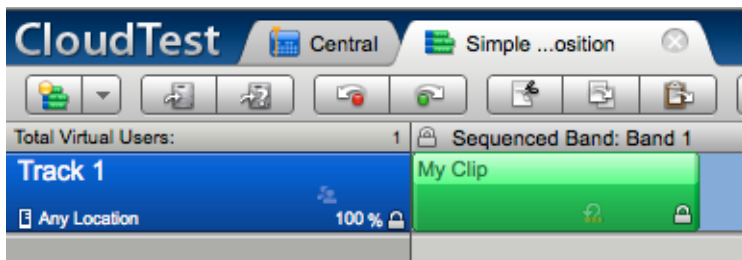 CloudTest Central Simple ...osition
Total Virtual Users: 1 Sequenced Band: Band 1
Track 1 My Clip
Any Location 100 %